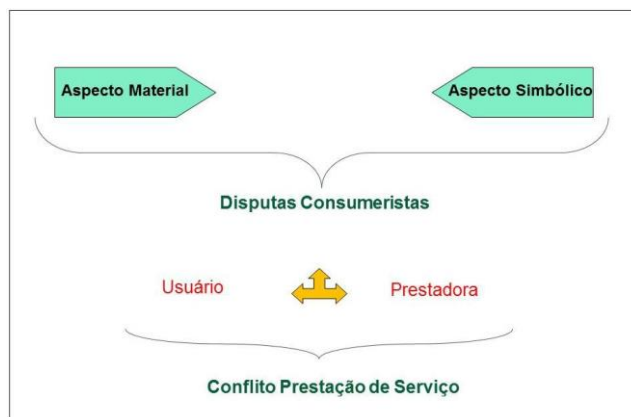 Aspecto Material
Aspecto Simbólico
Disputas Consumeristas
Usuário
Prestadora
Conflito Prestação de Serviço